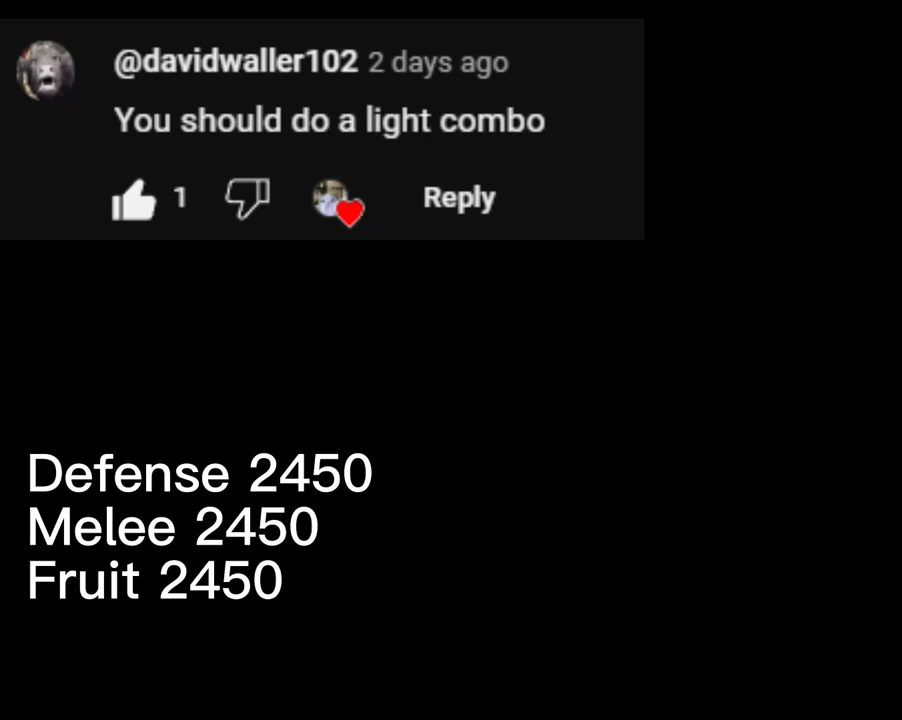 @davidwaller102 2 days ago
You should do a light combo
1 Reply
Defense 2450
Melee 2450
Fruit 2450